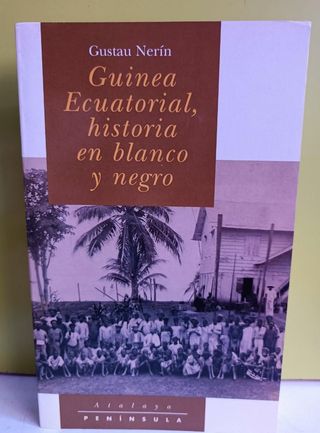 Gustau Nerín
Guinea
Ecuatorial,
historia
en blanco
y negro
Atalaya
PENÍNSULA